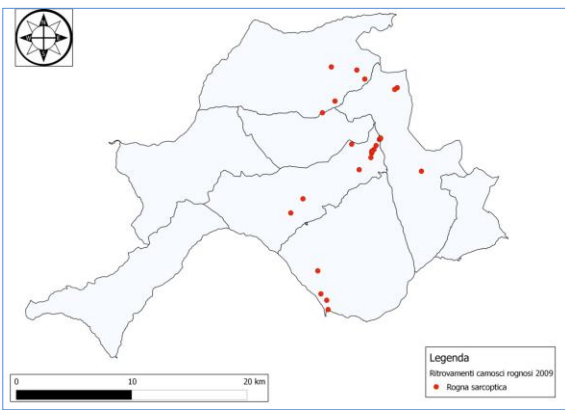 0 10 20 km
Legenda
Ritrovamenti camosci rognosi 2009
Rogna sarcoptica